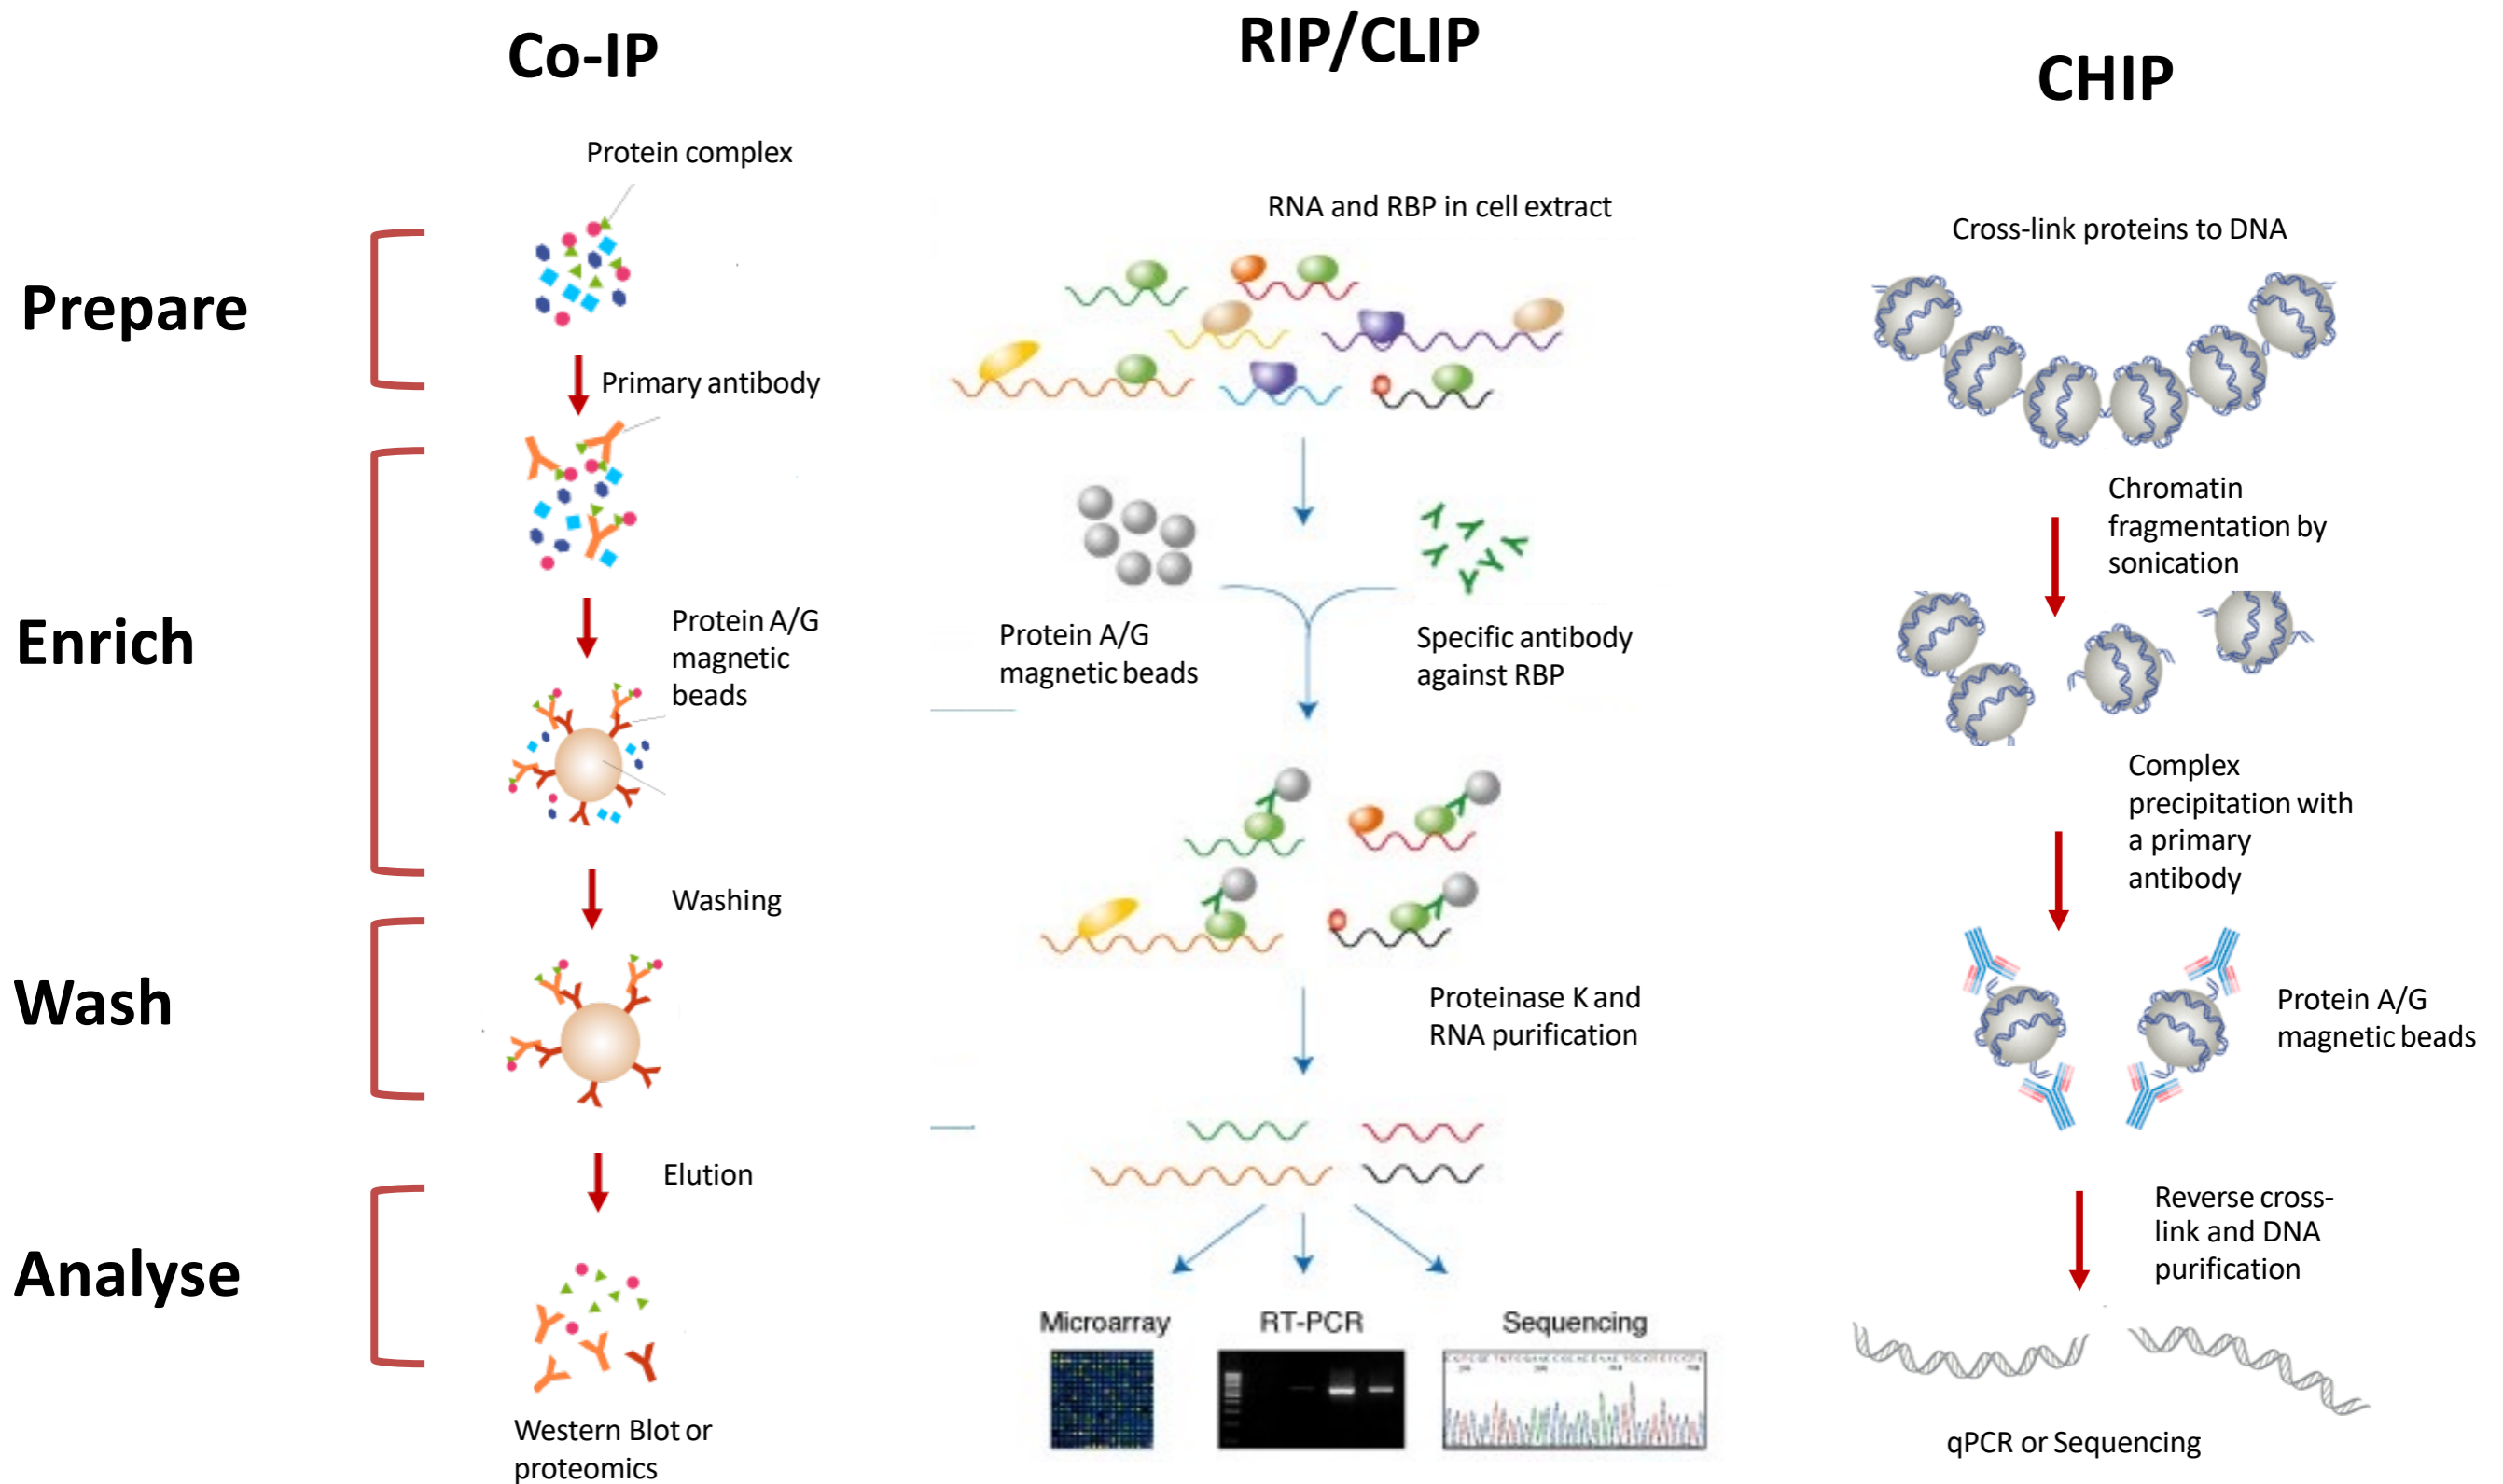 Co-IP
RIP/CLIP
CHIP
Prepare
Enrich
Wash
Analyse
Protein complex
Primary antibody
Protein A/G
magnetic
beads
Washing
Elution
Western Blot or
proteomics
RNA and RBP in cell extract
Protein A/G
magnetic beads
Specific antibody
against RBP
Proteinase K and
RNA purification
Microarray
RT-PCR
Sequencing
Cross-link proteins to DNA
Chromatin
fragmentation by
sonication
Complex
precipitation with
a primary
antibody
Protein A/G
magnetic beads
Reverse cross-
link and DNA
purification
qPCR or Sequencing